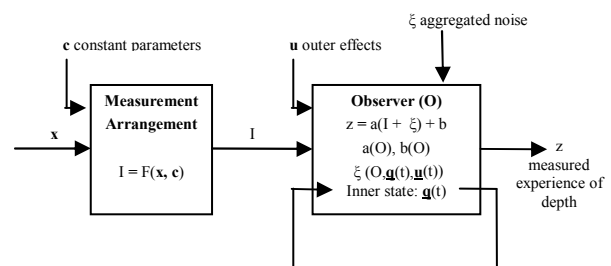 ξ aggregated noise
c constant parameters
u outer effects
Measurement
Arrangement
I = F(x, c)
x
I
Observer (O)
z = a(I + ξ) + b
a(O), b(O)
ξ (O,q(t),u(t))
Inner state: q(t)
z
measured
experience of
depth